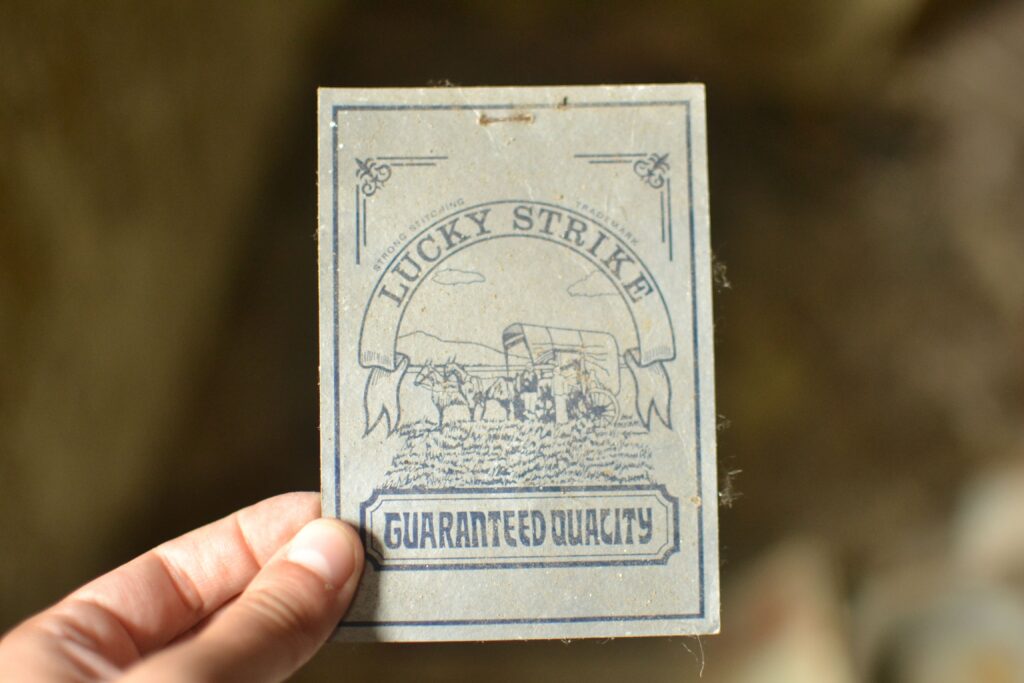 STRONG STITCHING TRADEMARK
LUCKY STRIKE
GUARANTEED QUALITY